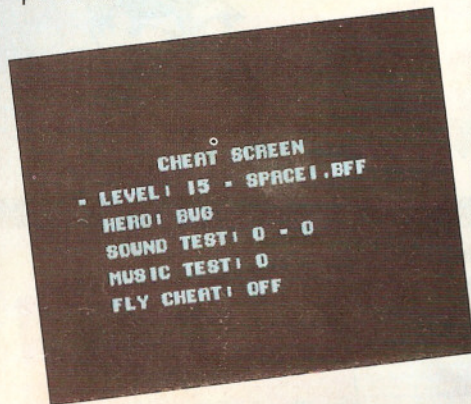 CHEAT SCREEN
- LEVEL: 15 - SPACE1.BFF
HERO: BUG
SOUND TEST: 0 - 0
MUSIC TEST: 0
FLY CHEAT: OFF